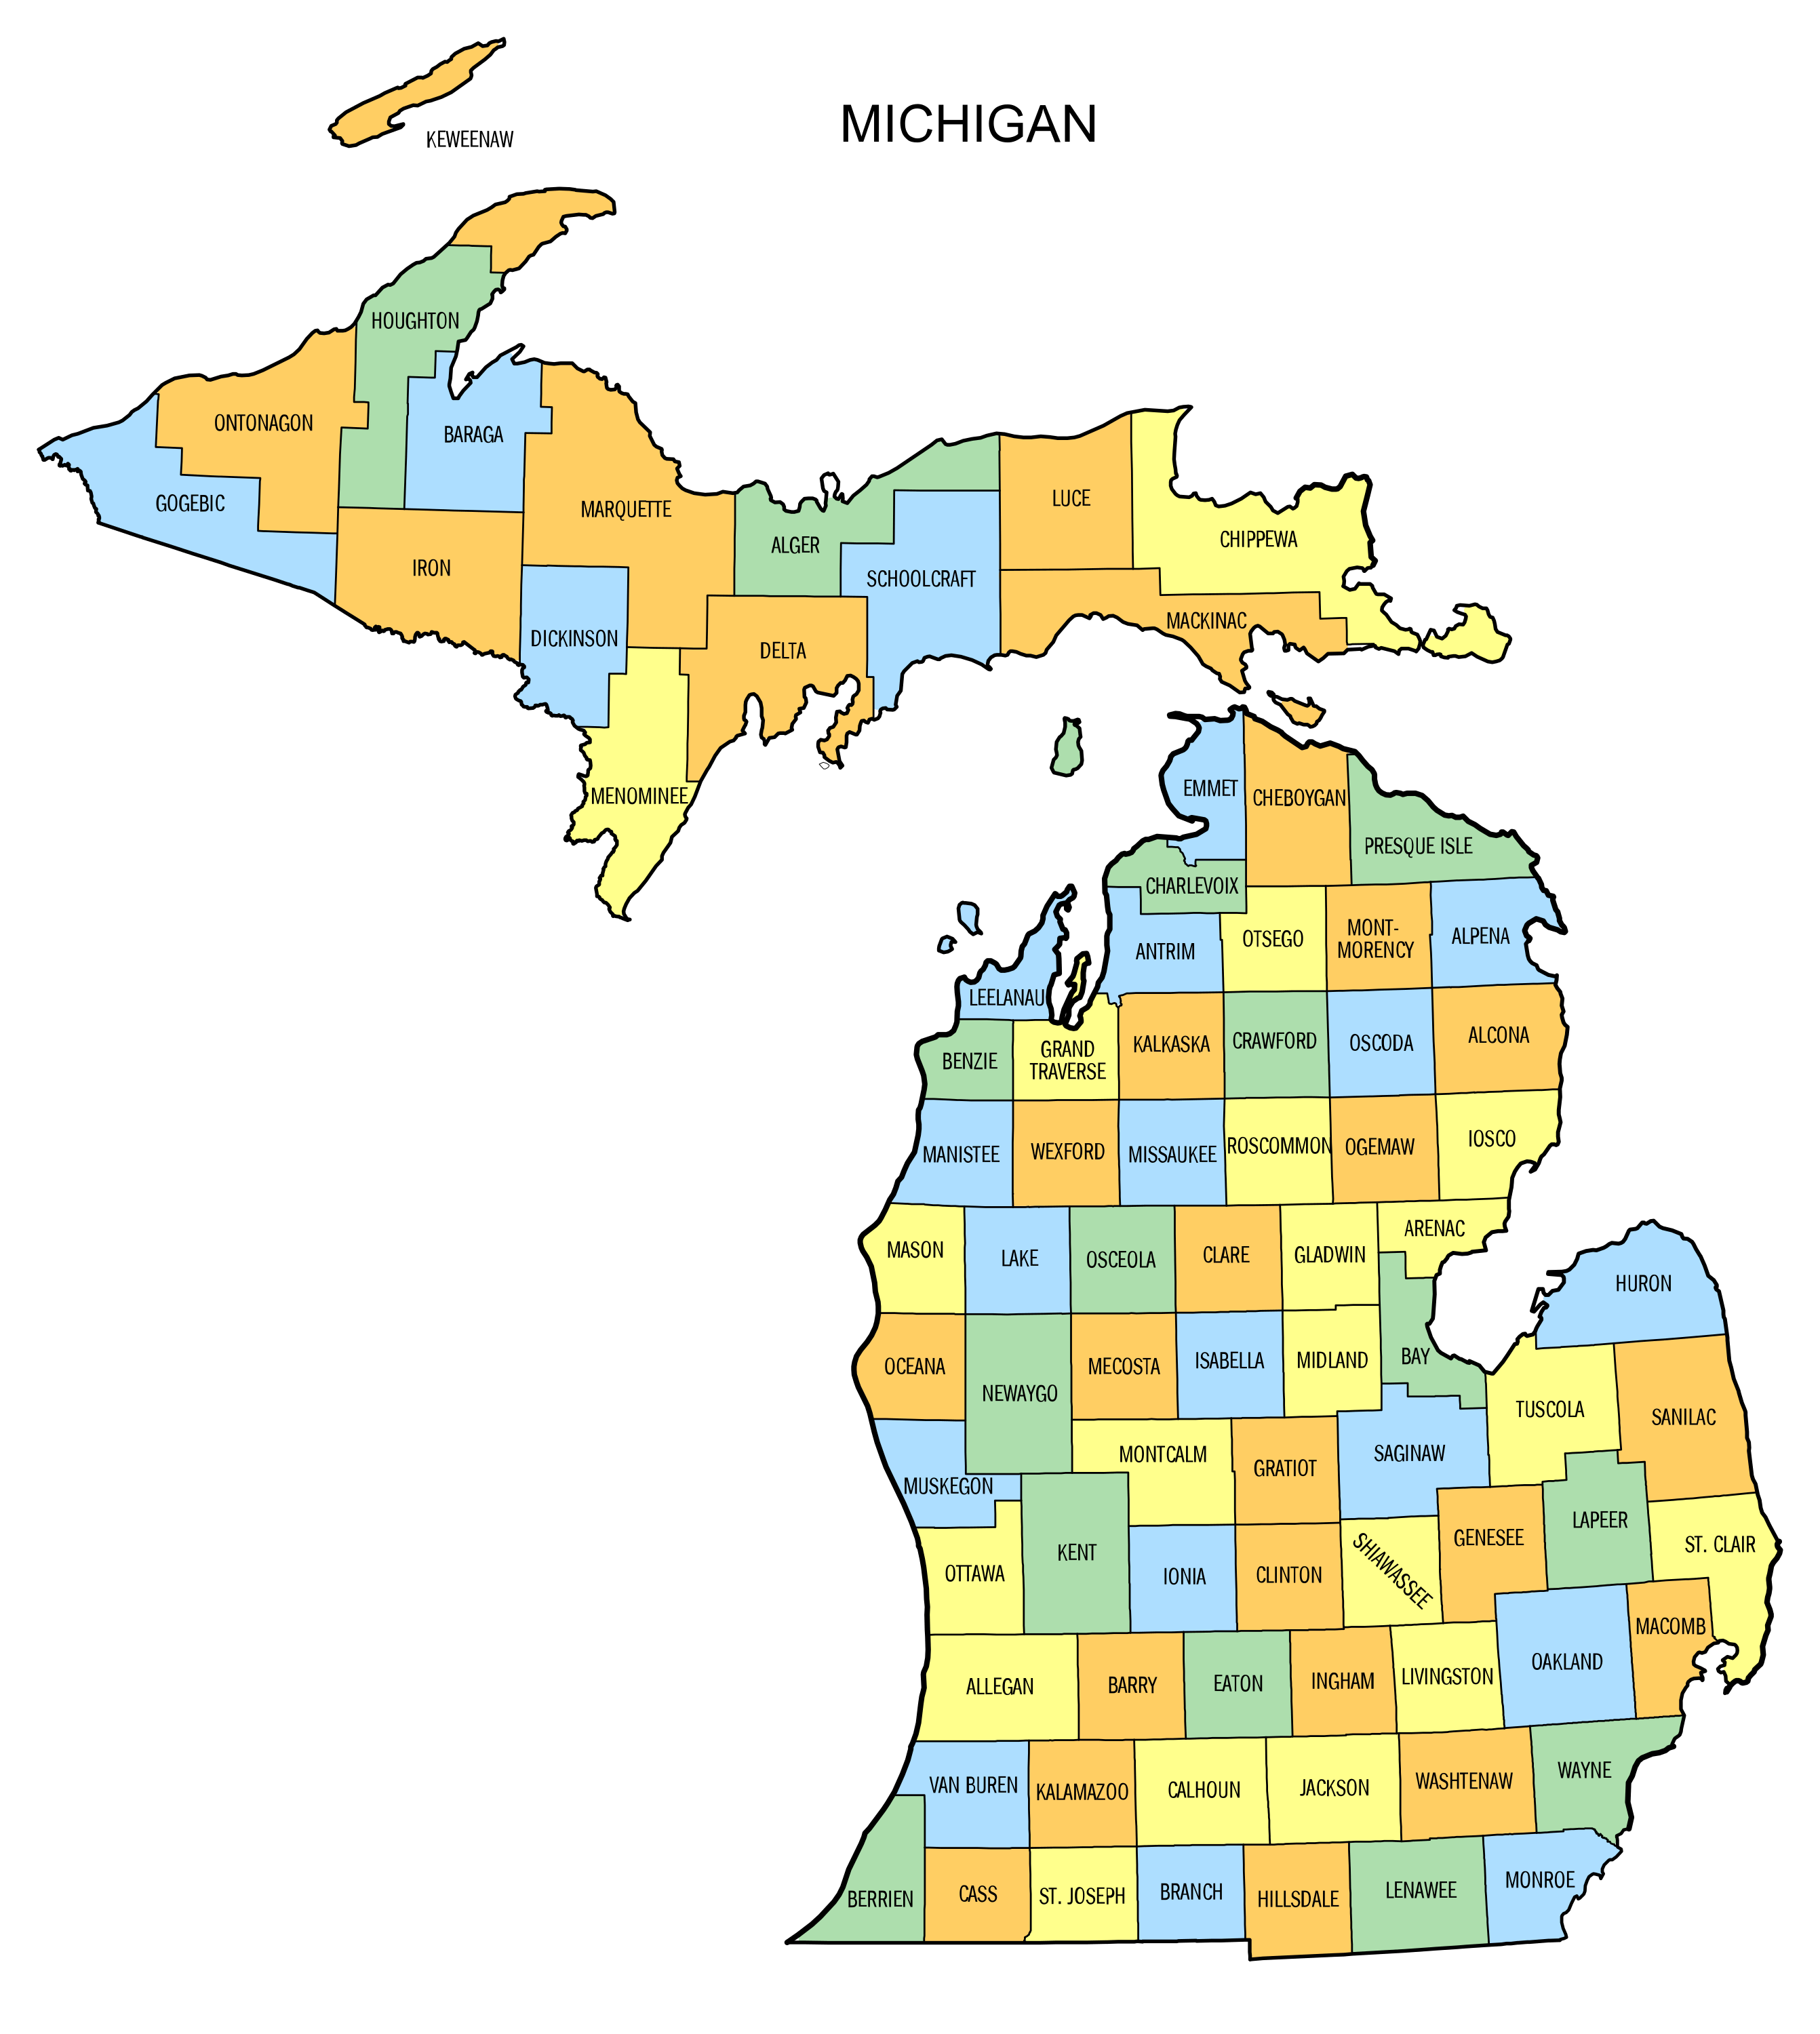 MICHIGAN
KEWEENAW
HOUGHTON
ONTONAGON
BARAGA
GOGEBIC
MARQUETTE
LUCE
CHIPPEWA
ALGER
IRON
SCHOOLCRAFT
MACKINAC
DICKINSON
DELTA
MENOMINEE
EMMET
CHEBOYGAN
PRESQUE ISLE
CHARLEVOIX
ANTRIM
OTSEGO
MONT-
MORENCY
ALPENA
LEELANAU
BENZIE
GRAND
TRAVERSE
KALKASKA
CRAWFORD
OSCODA
ALCONA
MANISTEE
WEXFORD
MISSAUKEE
ROSCOMMON
OGEMAW
IOSCO
MASON
LAKE
OSCEOLA
CLARE
GLADWIN
ARENAC
HURON
OCEANA
NEWAYGO
MECOSTA
ISABELLA
MIDLAND
BAY
TUSCOLA
SANILAC
MUSKEGON
MONTCALM
GRATIOT
SAGINAW
LAPEER
ST. CLAIR
OTTAWA
KENT
IONIA
CLINTON
SHIAWASSEE
GENESEE
MACOMB
ALLEGAN
BARRY
EATON
INGHAM
LIVINGSTON
OAKLAND
VAN BUREN
KALAMAZOO
CALHOUN
JACKSON
WASHTENAW
WAYNE
BERRIEN
CASS
ST. JOSEPH
BRANCH
HILLSDALE
LENAWEE
MONROE